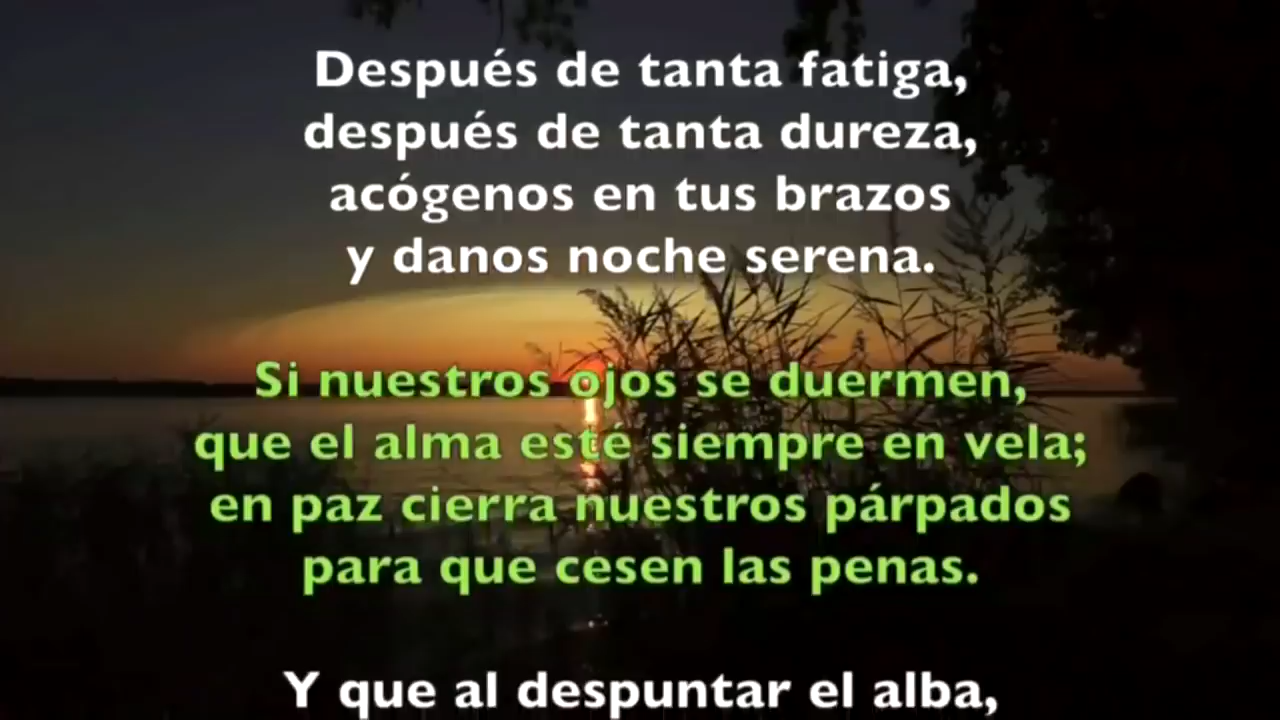 Después de tanta fatiga,
después de tanta dureza,
acógenos en tus brazos
y danos noche serena.
Si nuestros ojos se duermen,
que el alma esté siempre en vela;
en paz cierra nuestros párpados
para que cesen las penas.
Y que al despuntar el alba,